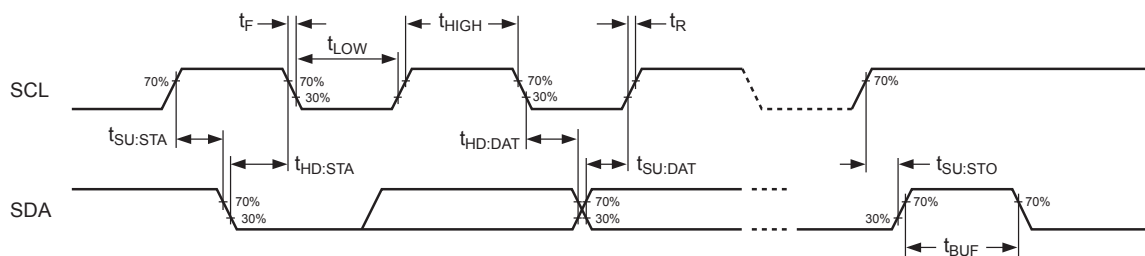 tF
tHIGH
tR
tLOW
70%
70%
30%
70%
70%
30%
70%
SCL
tSU:STA
tHD:STA
tHD:DAT
tSU:DAT
tSU:STO
SDA
70%
30%
70%
30%
30%
70%
70%
tBUF